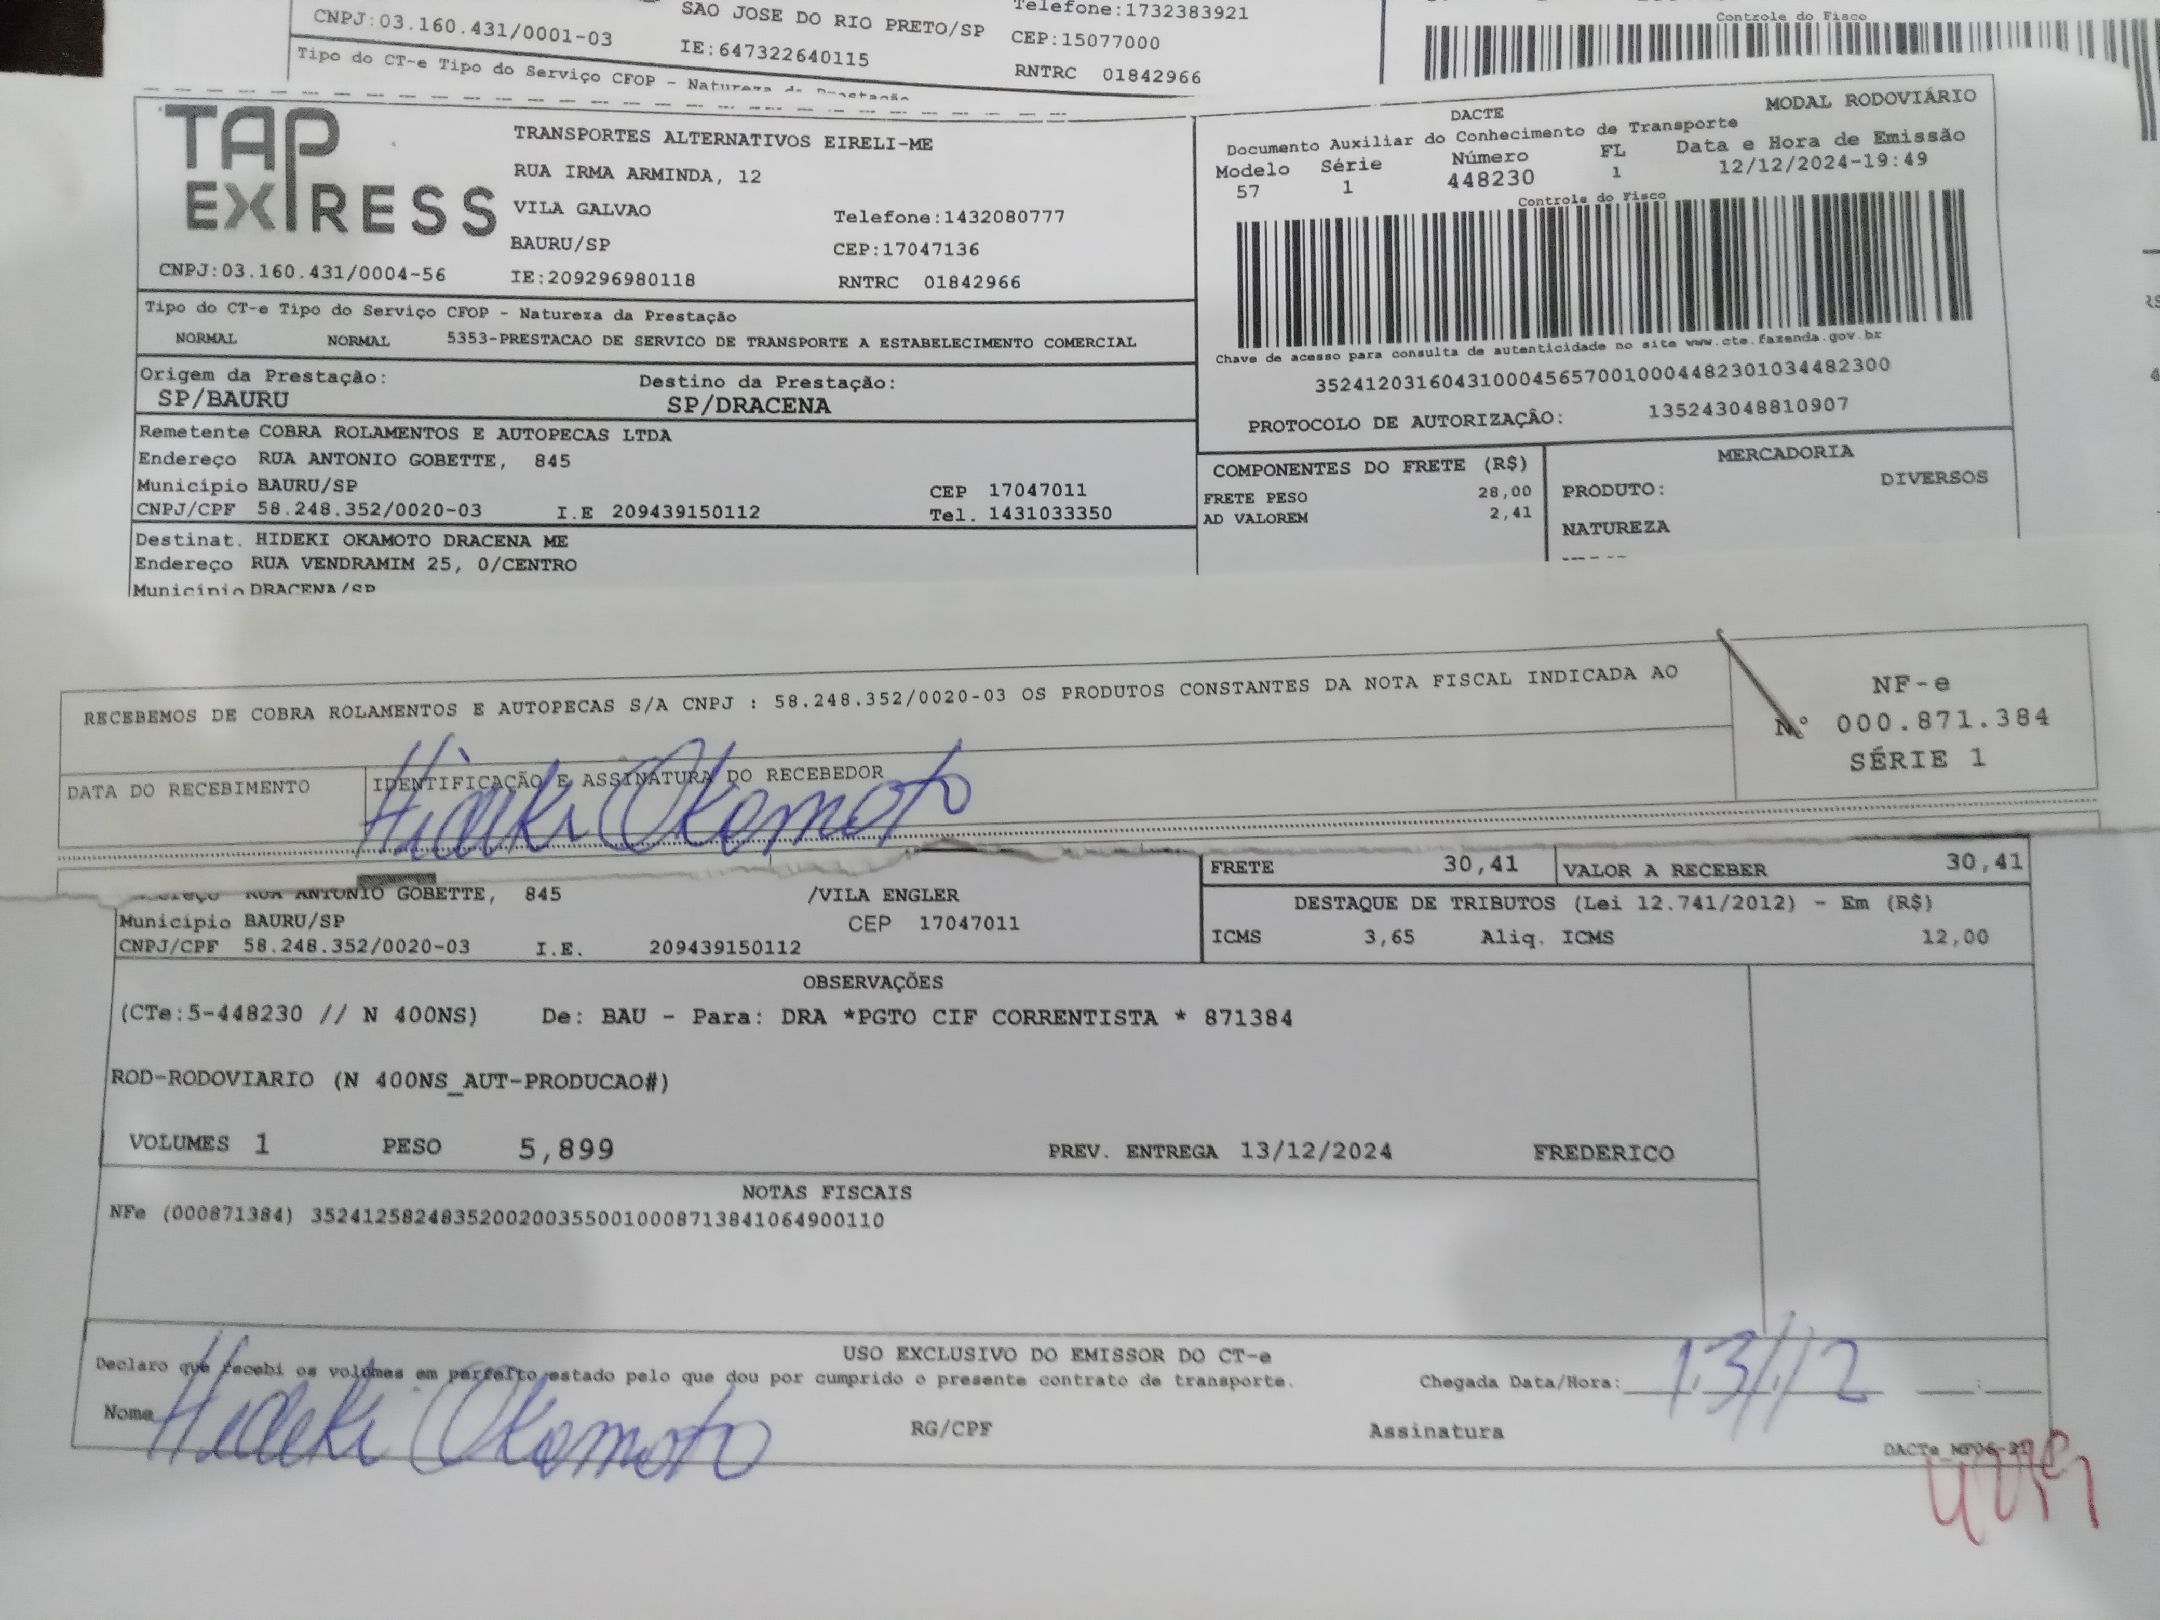 CNPJ:03.160.431/0001-03
SAO JOSE DO RIO PRETO/SP
Telefone:1732383921
IE:647322640115
CEP:15077000
RNTRC 01842966
Tipo do CT-e Tipo do Serviço CFOP - Natureza da Prestação
Controle do Fisco
TAP EXPRESS
TRANSPORTES ALTERNATIVOS EIRELI-ME
RUA IRMA ARMINDA, 12
VILA GALVAO
Telefone:1432080777
BAURU/SP
CEP:17047136
CNPJ:03.160.431/0004-56
IE:209296980118
RNTRC 01842966
DACTE
MODAL RODOVIÁRIO
Documento Auxiliar do Conhecimento de Transporte
Modelo Série Número FL Data e Hora de Emissão
57 1 448230 1 12/12/2024-19:49
Controle do Fisco
Chave de acesso para consulta de autenticidade no site www.cte.fazenda.gov.br
35241203160431000456570010004482301034482300
PROTOCOLO DE AUTORIZAÇÃO: 135243048810907
Tipo do CT-e Tipo do Serviço CFOP - Natureza da Prestação
NORMAL NORMAL 5353-PRESTACAO DE SERVICO DE TRANSPORTE A ESTABELECIMENTO COMERCIAL
Origem da Prestação: Destino da Prestação:
SP/BAURU SP/DRACENA
Remetente COBRA ROLAMENTOS E AUTOPECAS LTDA
Endereço RUA ANTONIO GOBETTE, 845
Município BAURU/SP CEP 17047011
CNPJ/CPF 58.248.352/0020-03 I.E 209439150112 Tel. 1431033350
Destinat. HIDEKI OKAMOTO DRACENA ME
Endereço RUA VENDRAMIM 25, 0/CENTRO
Município DRACENA/SP
COMPONENTES DO FRETE (R$)
FRETE PESO 28,00
AD VALOREM 2,41
MERCADORIA
PRODUTO: DIVERSOS
NATUREZA
RECEBEMOS DE COBRA ROLAMENTOS E AUTOPECAS S/A CNPJ : 58.248.352/0020-03 OS PRODUTOS CONSTANTES DA NOTA FISCAL INDICADA AO
NF-e
Nº 000.871.384
SÉRIE 1
DATA DO RECEBIMENTO
IDENTIFICAÇÃO E ASSINATURA DO RECEBEDOR
Hideki Okamoto
FRETE 30,41 VALOR A RECEBER 30,41
Endereço RUA ANTONIO GOBETTE, 845 /VILA ENGLER
Município BAURU/SP CEP 17047011
CNPJ/CPF 58.248.352/0020-03 I.E. 209439150112
DESTAQUE DE TRIBUTOS (Lei 12.741/2012) - Em (R$)
ICMS 3,65 Aliq. ICMS 12,00
OBSERVAÇÕES
(CTe:5-448230 // N 400NS) De: BAU - Para: DRA *PGTO CIF CORRENTISTA * 871384
ROD-RODOVIARIO (N 400NS_AUT-PRODUCAO#)
VOLUMES 1 PESO 5,899 PREV. ENTREGA 13/12/2024 FREDERICO
NOTAS FISCAIS
NFe (000871384) 35241258248352002003550010008713841064900110
USO EXCLUSIVO DO EMISSOR DO CT-e
Declaro que recebi os volumes em perfeito estado pelo que dou por cumprido o presente contrato de transporte.
Chegada Data/Hora: 13/12 :
Nome Hideki Okamoto RG/CPF Assinatura